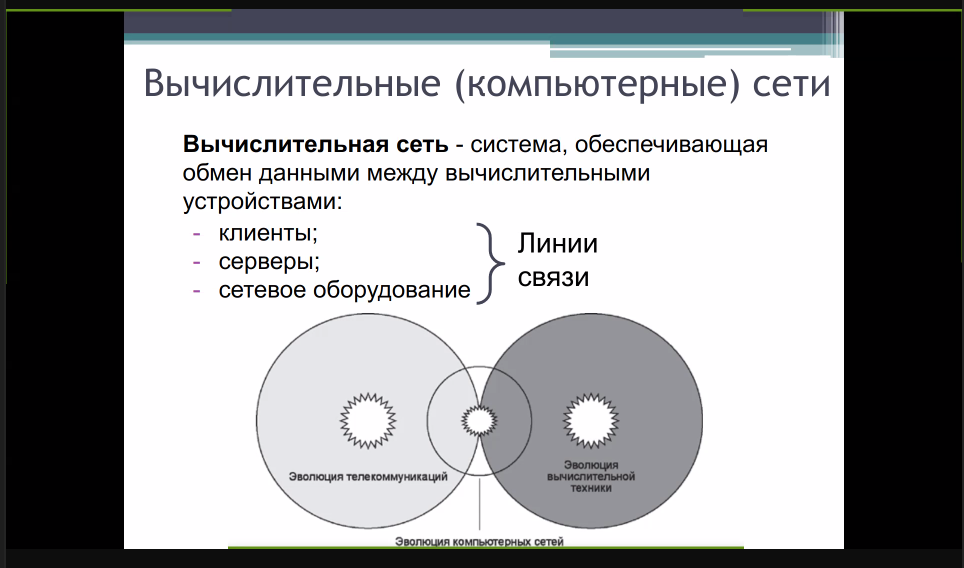 Вычислительные (компьютерные) сети
Вычислительная сеть - система, обеспечивающая
обмен данными между вычислительными
устройствами:
- клиенты;
- серверы;
- сетевое оборудование
Линии
связи
Эволюция телекоммуникаций
Эволюция
вычислительной
техники
Эволюция компьютерных сетей